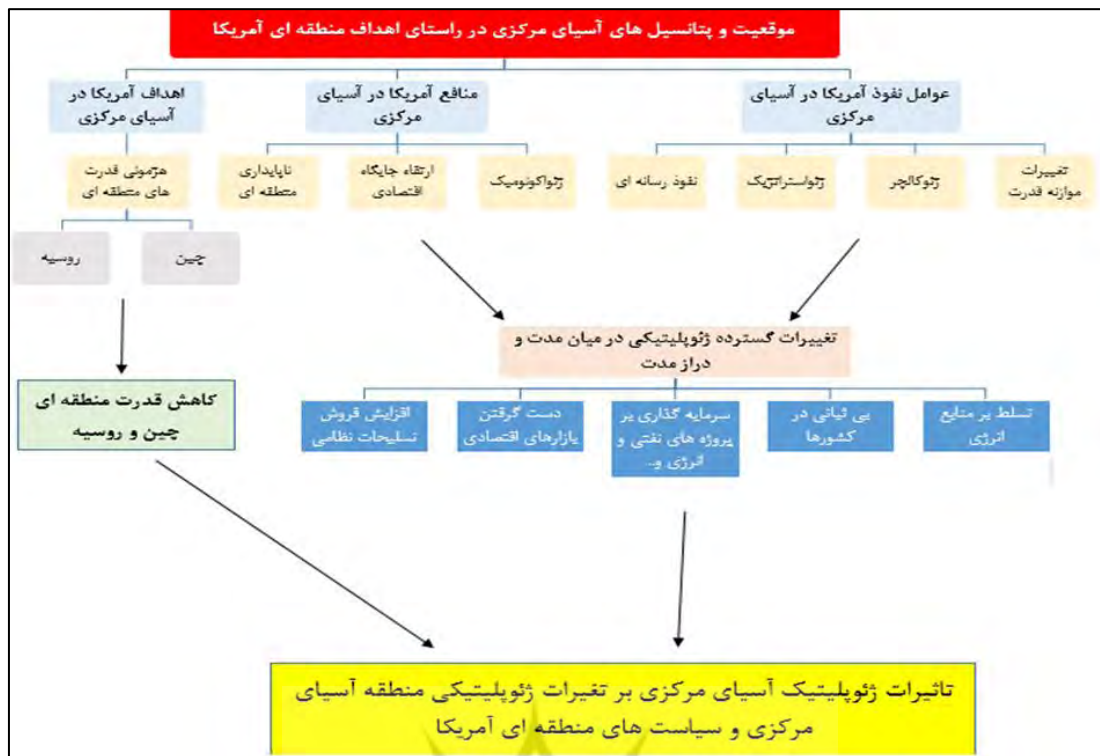 موقعیت و پتانسیل های آسیای مرکزی در راستای اهداف منطقه ای آمریکا
عوامل نفوذ آمریکا در آسیای
مرکزی
منافع آمریکا در آسیای
مرکزی
اهداف آمریکا در
آسیای مرکزی
تغییرات
موازنه قدرت
ژئوکالچر
ژئواستراتژیک
نفوذ رسانه ای
ژئواکونومیک
ارتقاء جایگاه
اقتصادی
ناپایداری
منطقه ای
هژمونی قدرت
های منطقه ای
چین
روسیه
تغییرات گسترده ژئوپلیتیکی در میان مدت و
دراز مدت
تسلط بر منابع
انرژی
بی ثباتی در
کشورها
سرمایه گذاری بر
پروژه های نفتی و
انرژی و..
دست گرفتن
بازارهای اقتصادی
افزایش فروش
تسلیحات نظامی
کاهش قدرت منطقه ای
چین و روسیه
تاثیرات ژئوپلیتیک آسیای مرکزی بر تغیرات ژئوپلیتیکی منطقه آسیای
مرکزی و سیاست های منطقه ای آمریکا